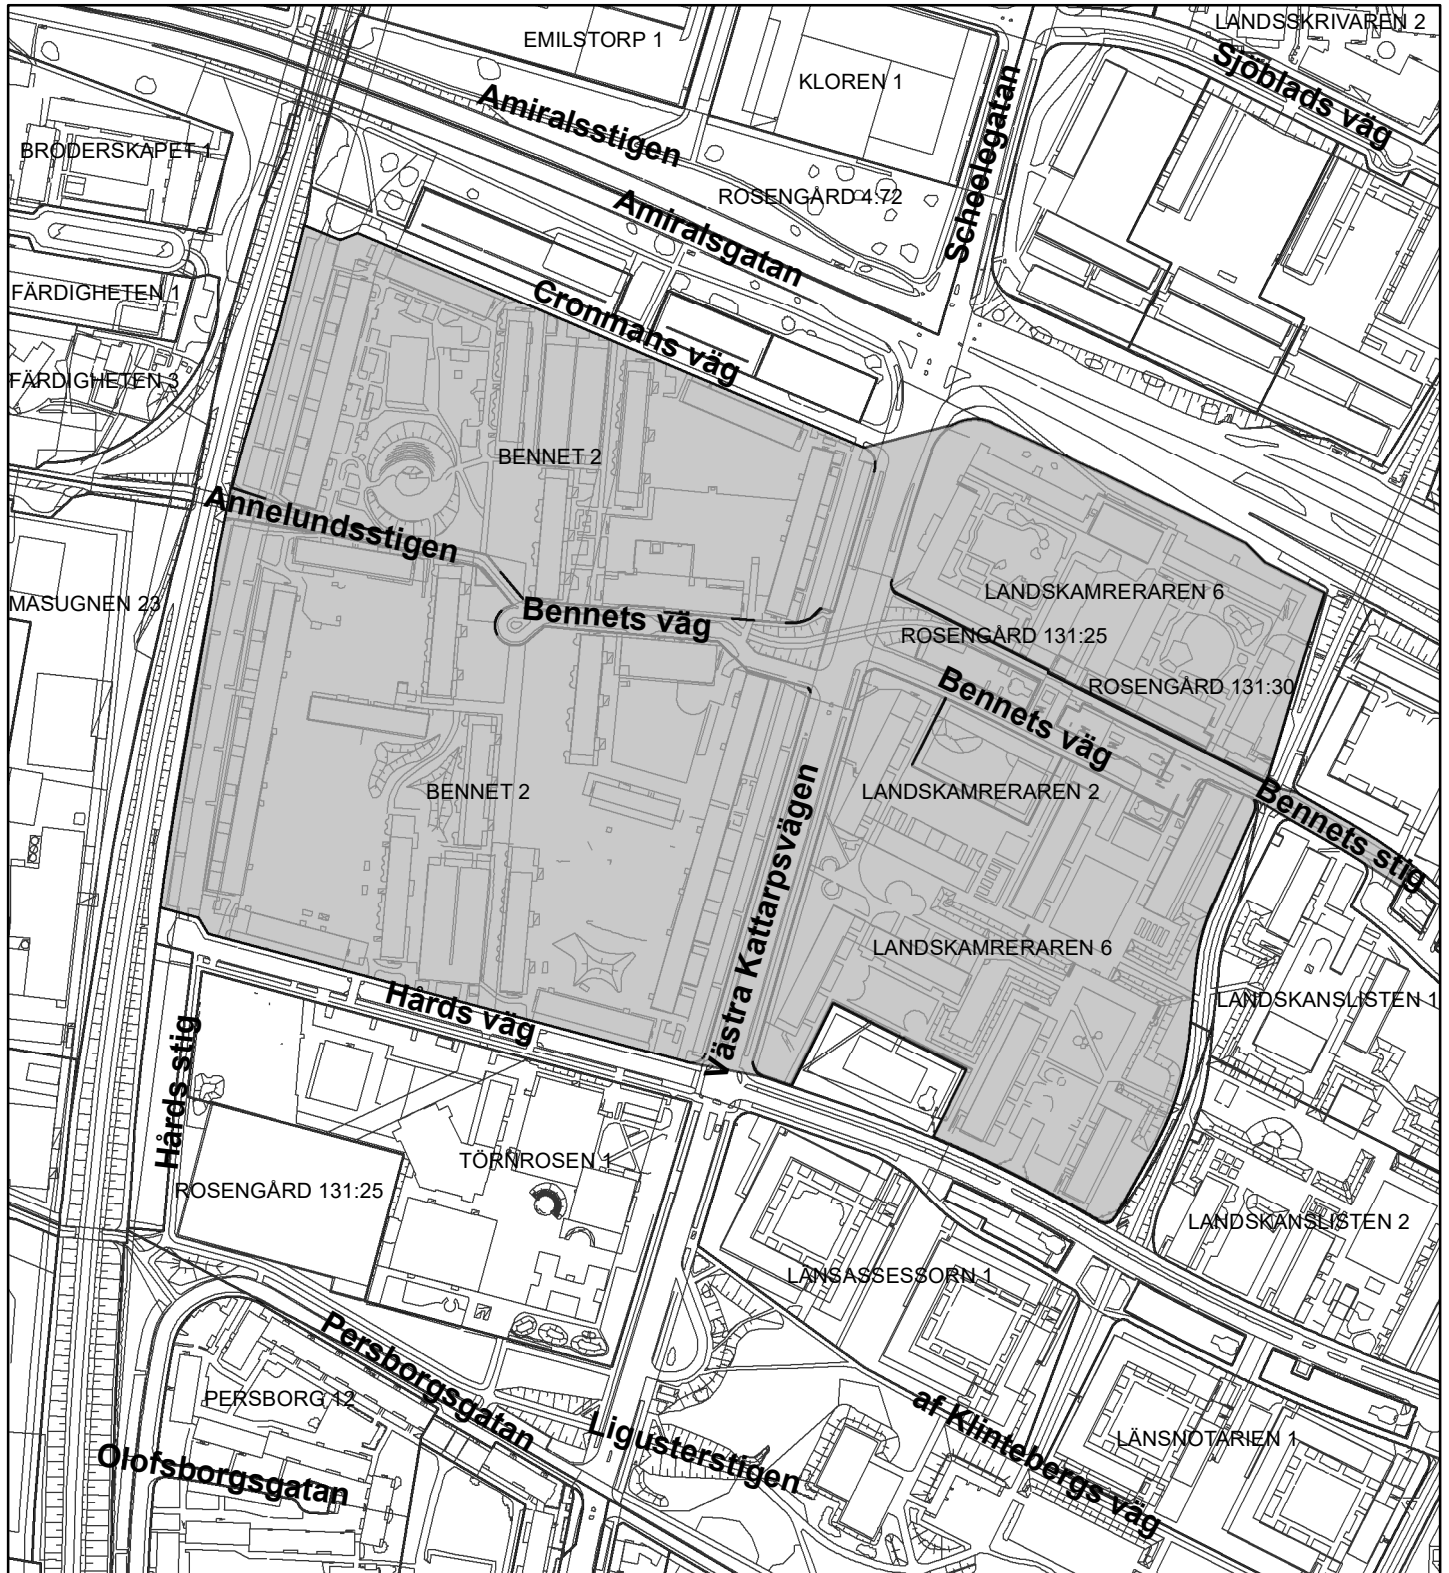 LANDSSKRIVAREN 2
EMILSTORP 1
Sjöblads väg
KLOREN 1
Amiralsstigen
Scheelegatan
BRÖDERSKAPET 1
ROSENGÅRD 4:72
Amiralsgatan
FÄRDIGHETEN 1
Cronmans väg
FÄRDIGHETEN 3
BENNET 2
Annelundsstigen
LANDSKAMRERAREN 6
MASUGNEN 23
Bennets väg
ROSENGÅRD 131:25
ROSENGÅRD 131:30
Bennets väg
BENNET 2
LANDSKAMRERAREN 2
Bennets stig
Västra Kattarpsvägen
LANDSKAMRERAREN 6
LANDSKANSLISTEN 1
Hårds väg
Hårds stig
TÖRNROSEN 1
ROSENGÅRD 131:25
LANDSKANSLISTEN 2
LÄNSASSESSORN 1
Persborgsgatan
PERSBORG 12
af Klintebergs väg
Ligusterstigen
LÄNSNOTARIEN 1
Olofsborgsgatan